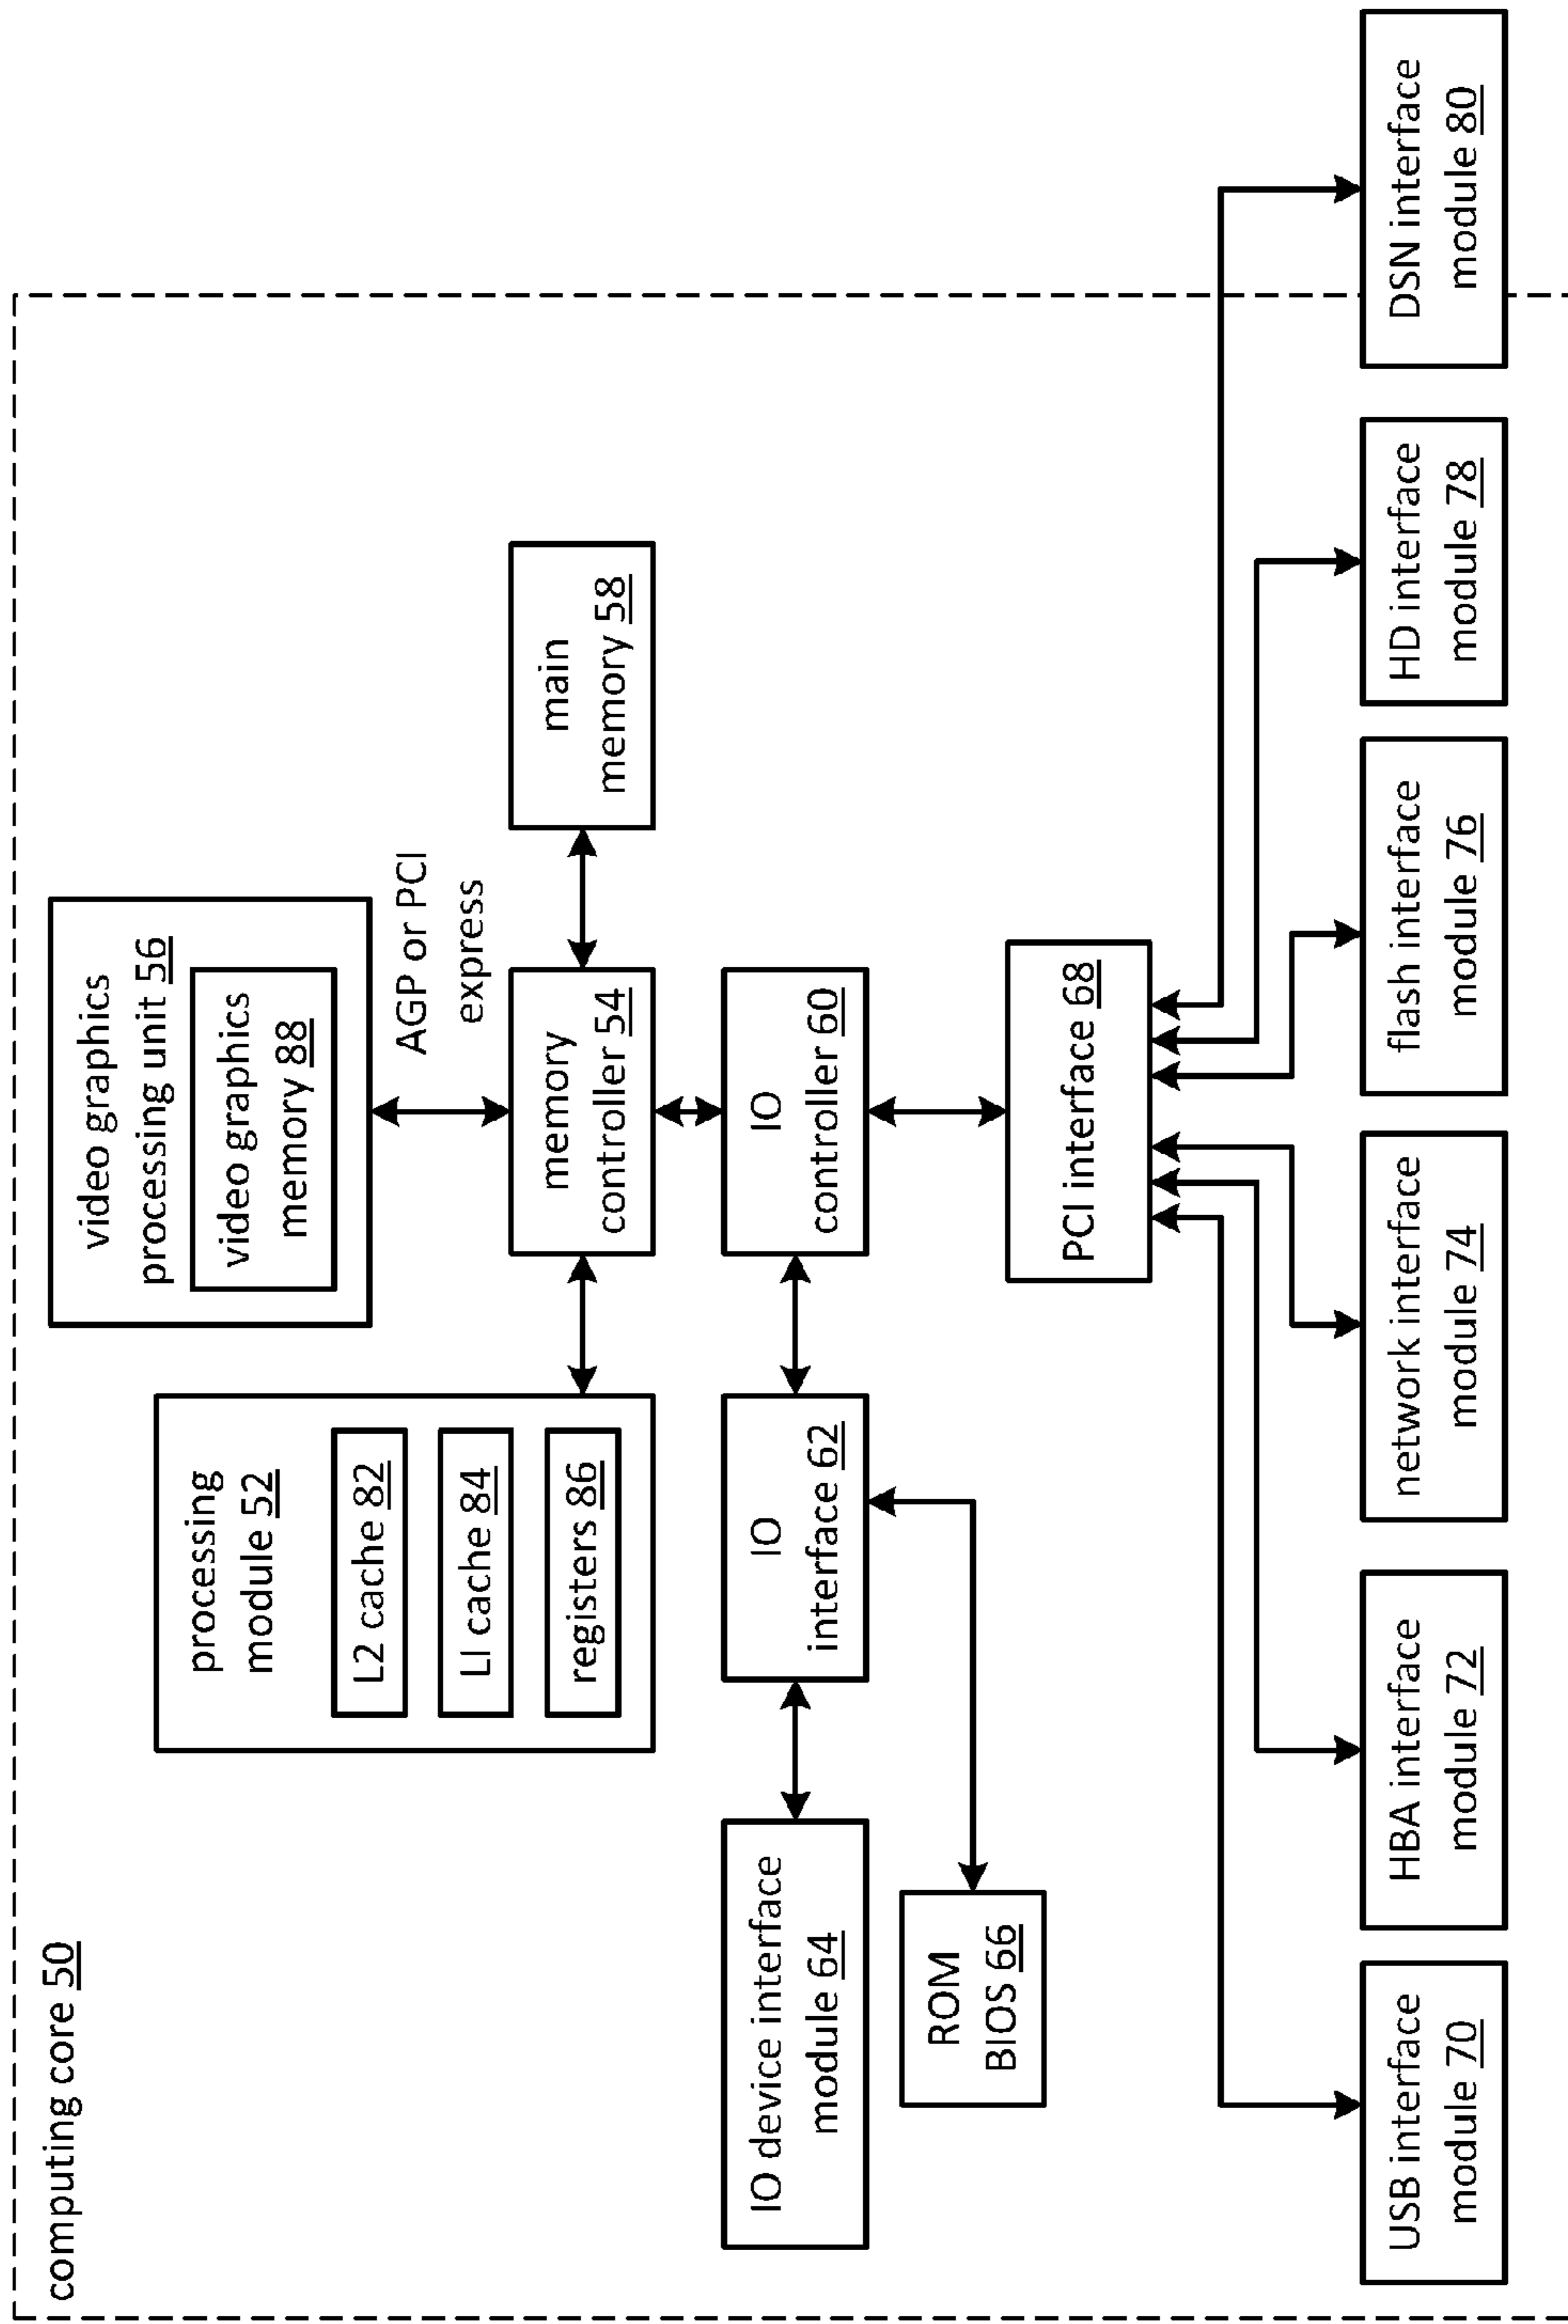 computing core 50
video graphics
processing unit 56
video graphics
memory 88
processing
module 52
L2 cache 82
LI cache 84
registers 86
AGP or PCI
express
memory
controller 54
main
memory 58
IO device interface
module 64
IO
interface 62
IO
controller 60
ROM
BIOS 66
PCI interface 68
USB interface
module 70
HBA interface
module 72
network interface
module 74
flash interface
module 76
HD interface
module 78
DSN interface
module 80